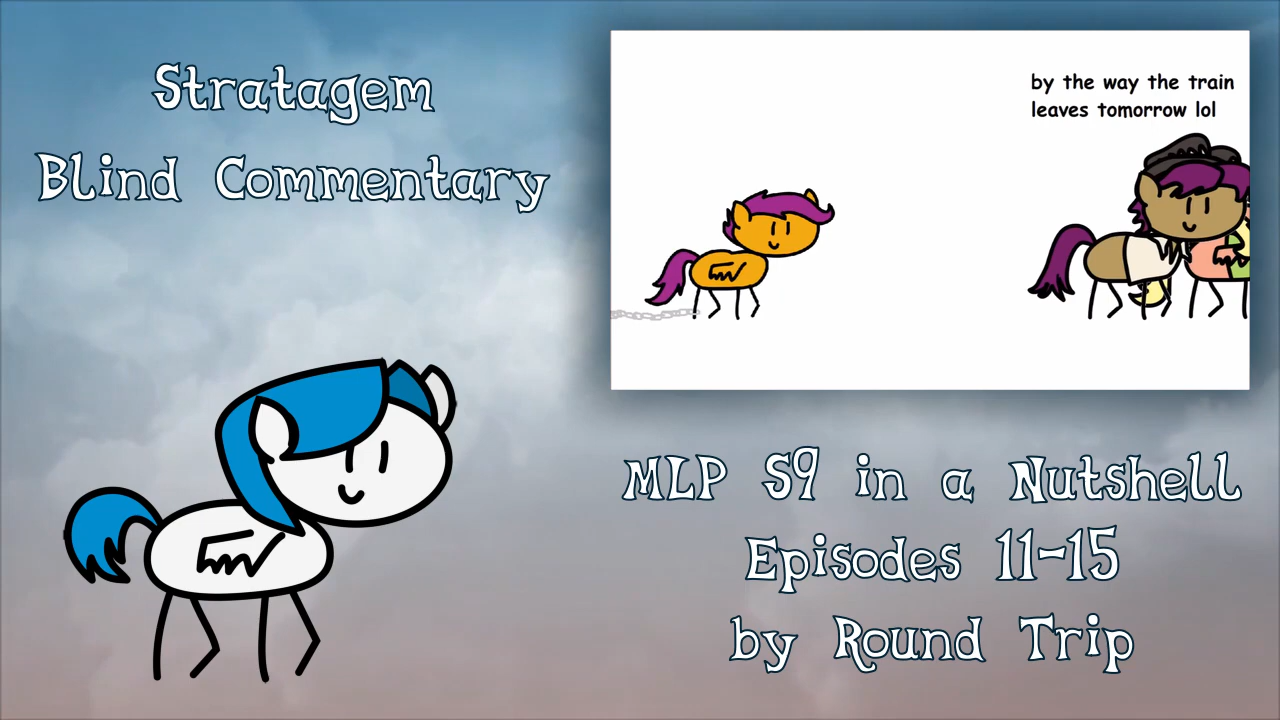 Stratagem
Blind Commentary
by the way the train
leaves tomorrow lol
MLP S9 in a Nutshell
Episodes 11-15
by Round Trip